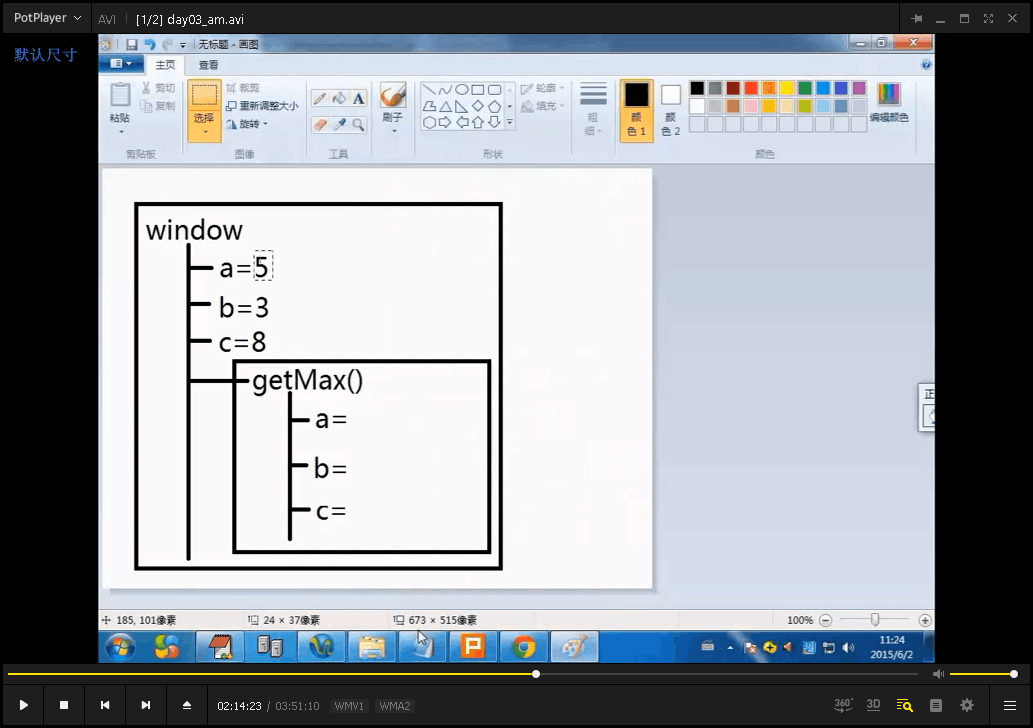 PotPlayer AVI [1/2] day03_am.avi
默认尺寸
无标题 - 画图
主页 查看
剪切
复制
粘贴
剪贴板
选择
裁剪
重新调整大小
旋转
图像
A
工具
刷子
轮廓
填充
形状
粗
细
颜
色 1
颜
色 2
编辑颜色
颜色
window
a=5
b=3
c=8
getMax()
a=
b=
c=
正
185, 101像素 24 × 37像素 673 × 515像素 100%
11:24
2015/6/2
02:14:23 / 03:51:10 WMV1 WMA2 360° 3D